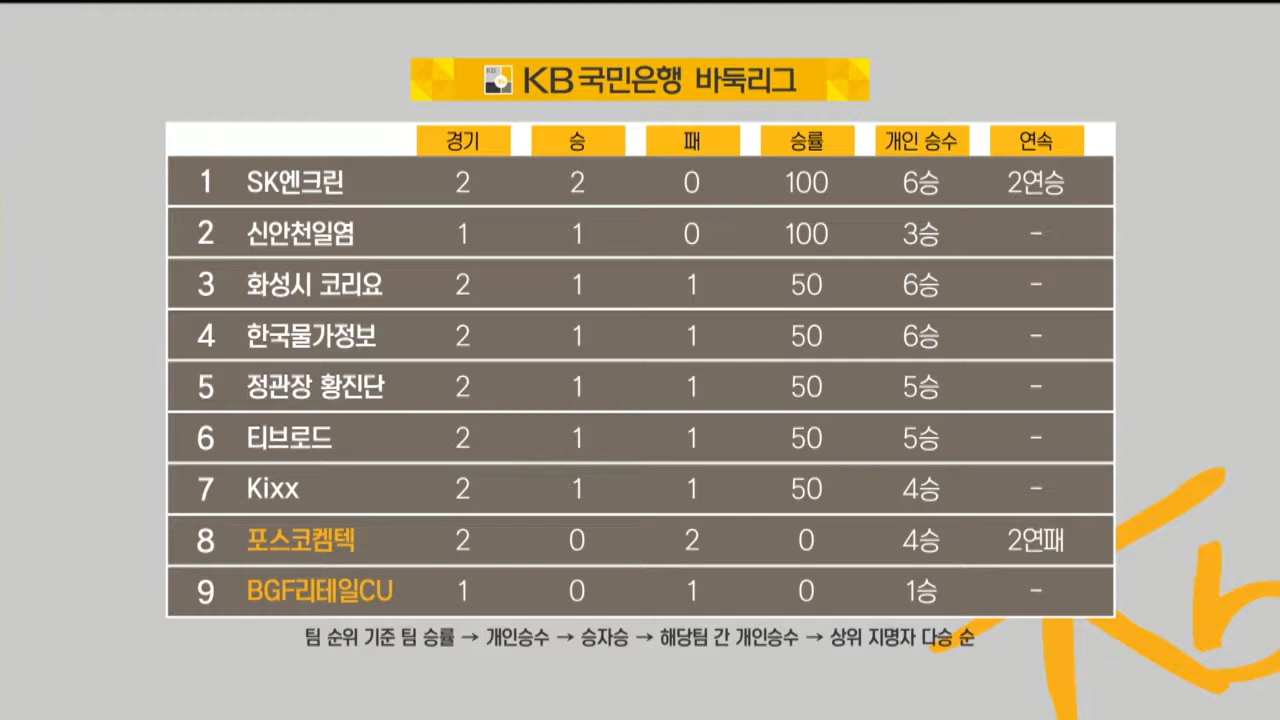 KB국민은행 바둑리그
경기 승 패 승률 개인 승수 연속
1 SK엔크린 2 2 0 100 6승 2연승
2 신안천일염 1 1 0 100 3승 -
3 화성시 코리요 2 1 1 50 6승 -
4 한국물가정보 2 1 1 50 6승 -
5 정관장 황진단 2 1 1 50 5승 -
6 티브로드 2 1 1 50 5승 -
7 Kixx 2 1 1 50 4승 -
8 포스코켐텍 2 0 2 0 4승 2연패
9 BGF리테일CU 1 0 1 0 1승 -
팀 순위 기준 팀 승률 → 개인승수 → 승자승 → 해당팀 간 개인승수 → 상위 지명자 다승 순
Kb